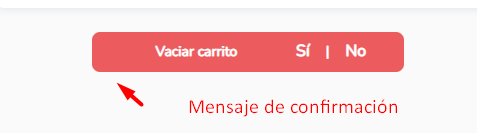 Vaciar carrito Sí | No
Mensaje de confirmación